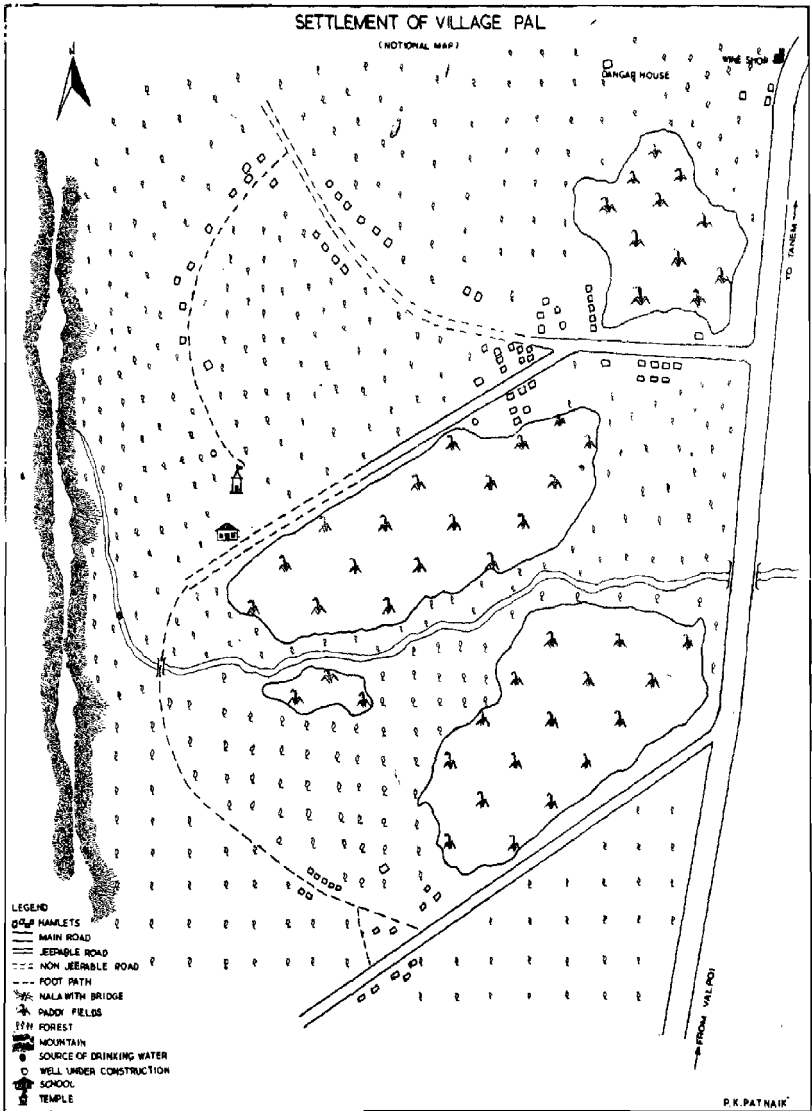 SETTLEMENT OF VILLAGE PAL
(NOTIONAL MAP)
N
WINE SHOP
DANGAR HOUSE
TO TANEM
FROM VALPOI
LEGEND
HAMLETS
MAIN ROAD
JEEPABLE ROAD
NON JEEPABLE ROAD
FOOT PATH
NALA WITH BRIDGE
PADDY FIELDS
FOREST
MOUNTAIN
SOURCE OF DRINKING WATER
WELL UNDER CONSTRUCTION
SCHOOL
TEMPLE
P.K.PATNAIK